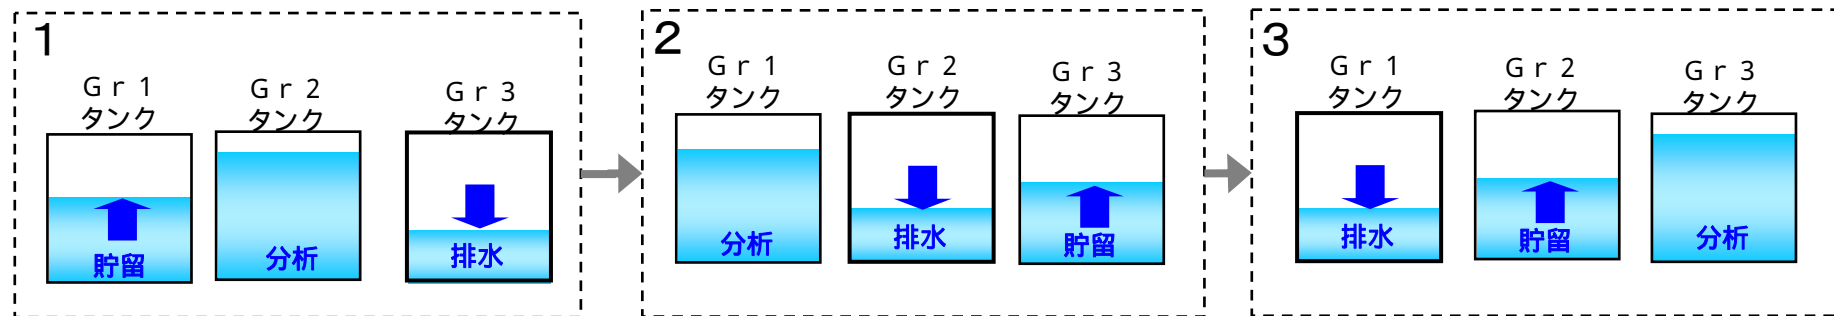 1
Ｇｒ１
タンク
Ｇｒ２
タンク
Ｇｒ３
タンク
貯留
分析
排水
2
Ｇｒ１
タンク
Ｇｒ２
タンク
Ｇｒ３
タンク
分析
排水
貯留
3
Ｇｒ１
タンク
Ｇｒ２
タンク
Ｇｒ３
タンク
排水
貯留
分析